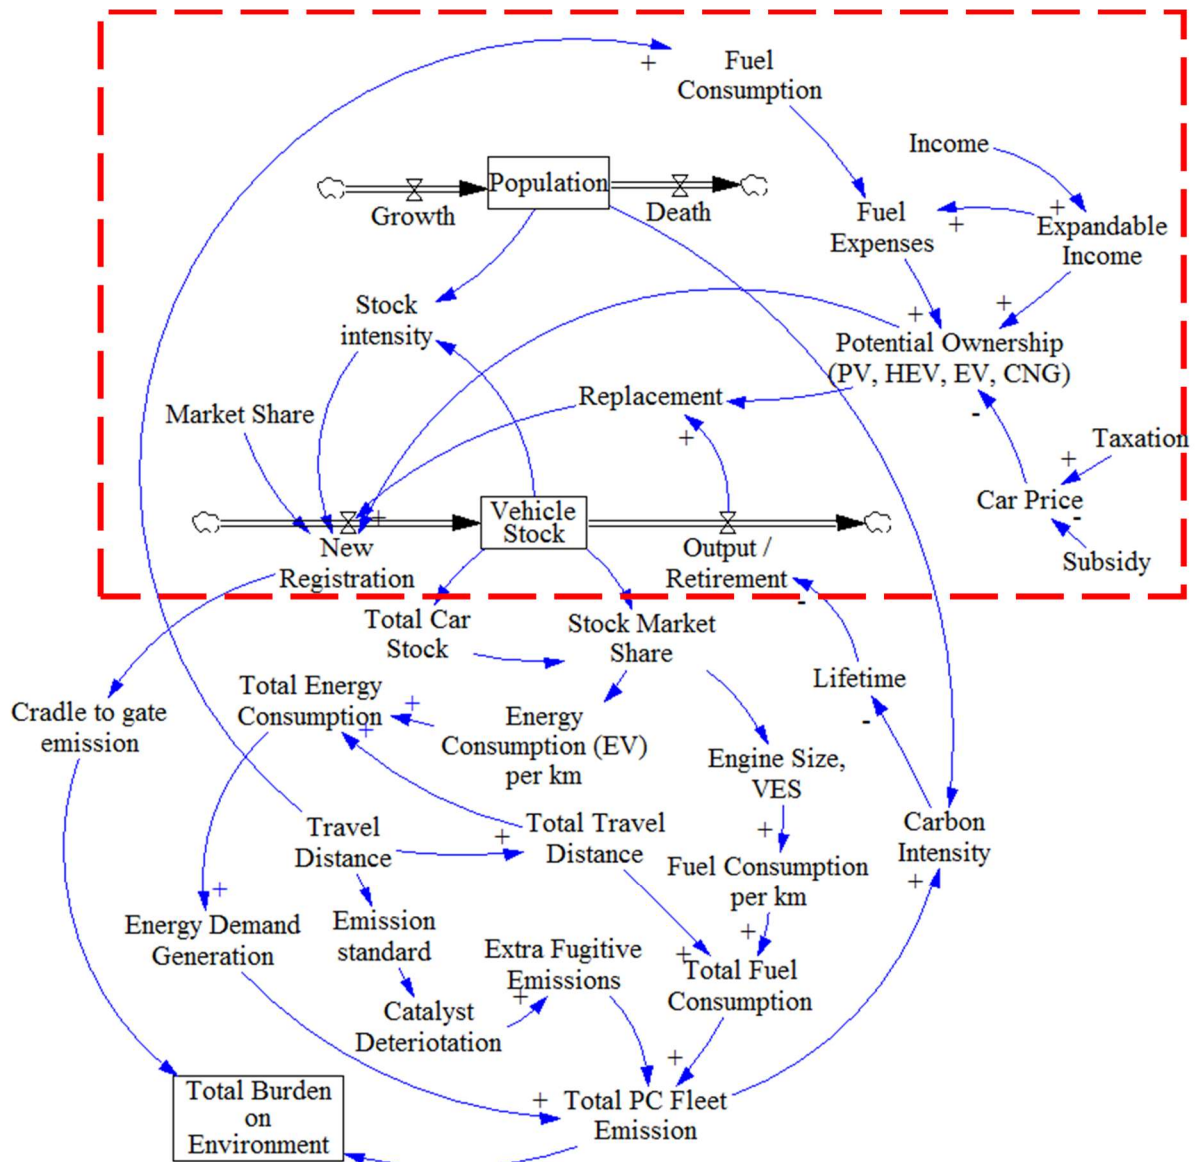 Fuel
Consumption
+
Income
Population
Growth
Death
Fuel
Expenses
+
+
Expandable
Income
Stock
intensity
+
+
Potential Ownership
(PV, HEV, EV, CNG)
Replacement
Market Share
-
+
Taxation
+
Car Price
-
Vehicle
Stock
+
New
Registration
Output /
Retirement
Subsidy
-
Total Car
Stock
Stock Market
Share
Lifetime
-
Total Energy
Consumption
+
+
Cradle to gate
emission
Energy
Consumption (EV)
per km
Engine Size,
VES
Travel
Distance
+
Total Travel
Distance
+
Carbon
Intensity
+
Fuel Consumption
per km
+
Energy Demand
Generation
Emission
standard
+
Extra Fugitive
Emissions
+
+
Total Fuel
Consumption
Catalyst
Deteriotation
+
Total Burden
on
Environment
+
Total PC Fleet
Emission